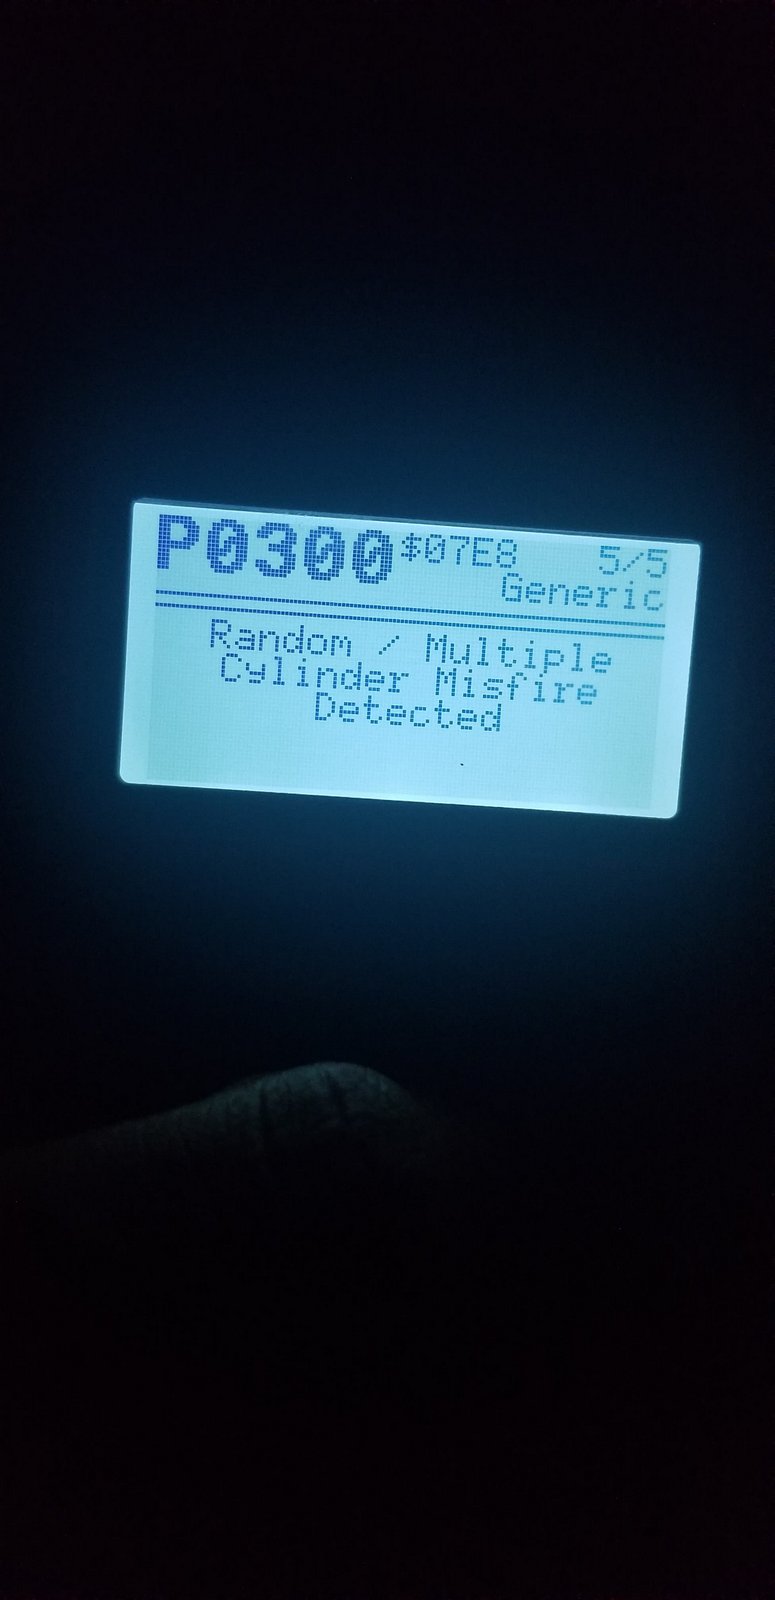 P0300 $07E8 5/5
Generic
Random / Multiple
Cylinder Misfire
Detected